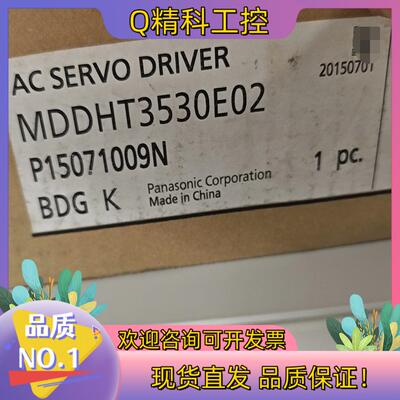 Q精科工控
AC SERVO DRIVER
20150701
MDDHT3530E02
P15071009N
1 pc.
BDG K
Panasonic Corporation
Made in China
品质
NO.1
欢迎咨询可开发票
现货直发 品质保证!